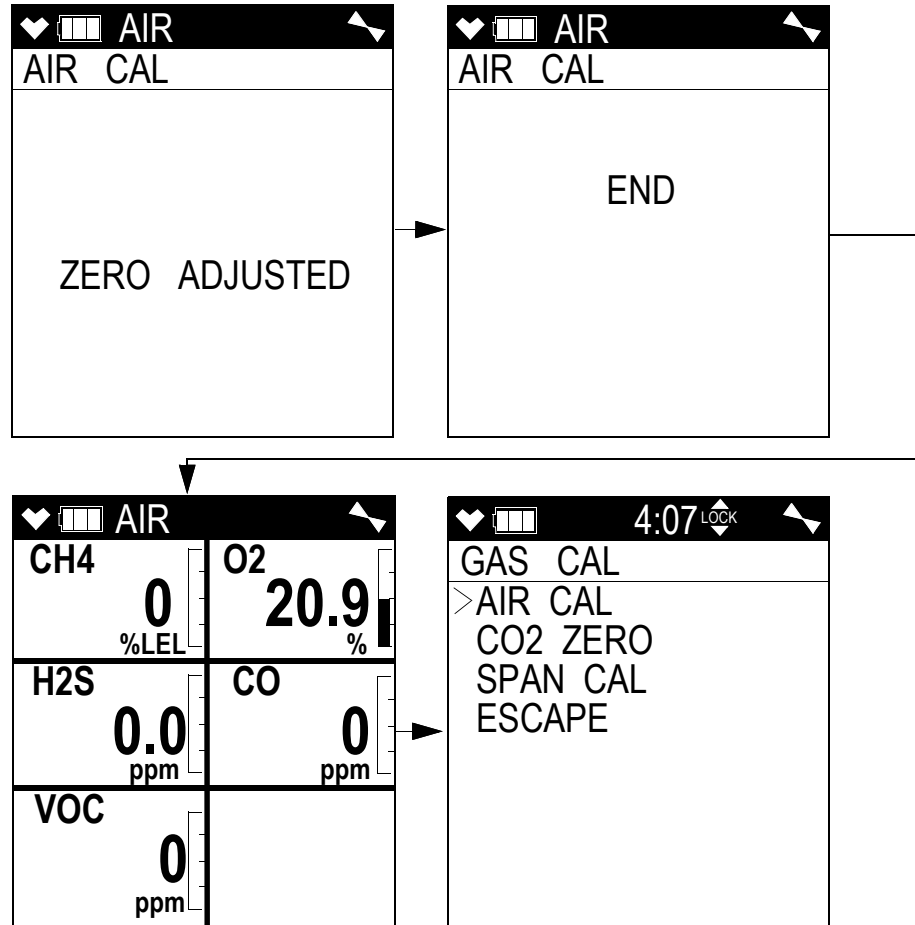 AIR
AIR CAL
ZERO ADJUSTED
AIR
AIR CAL
END
AIR
CH4
0
%LEL
O2
20.9
%
H2S
0.0
ppm
CO
0
ppm
VOC
0
ppm
4:07 LOCK
GAS CAL
>AIR CAL
CO2 ZERO
SPAN CAL
ESCAPE